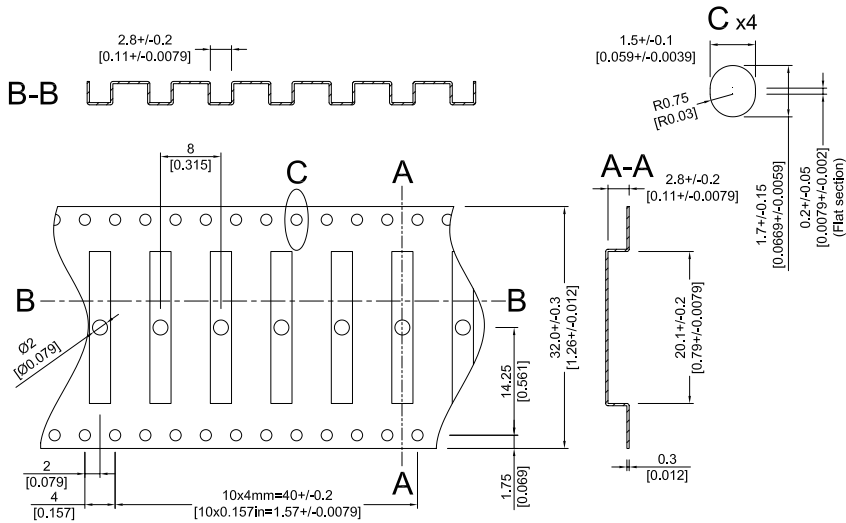 2.8+/-0.2
[0.11+/-0.0079]
B-B
C x4
1.5+/-0.1
[0.059+/-0.0039]
R0.75
[R0.03]
1.7+/-0.15
[0.0669+/-0.0059]
0.2+/-0.05
[0.0079+/-0.002]
(Flat section)
8
[0.315]
C
A
A-A
2.8+/-0.2
[0.11+/-0.0079]
B
B
Ø2
[Ø0.079]
14.25
[0.561]
32.0+/-0.3
[1.26+/-0.012]
20.1+/-0.2
[0.79+/-0.0079]
2
[0.079]
4
[0.157]
10x4mm=40+/-0.2
[10x0.157in=1.57+/-0.0079]
A
1.75
[0.069]
0.3
[0.012]